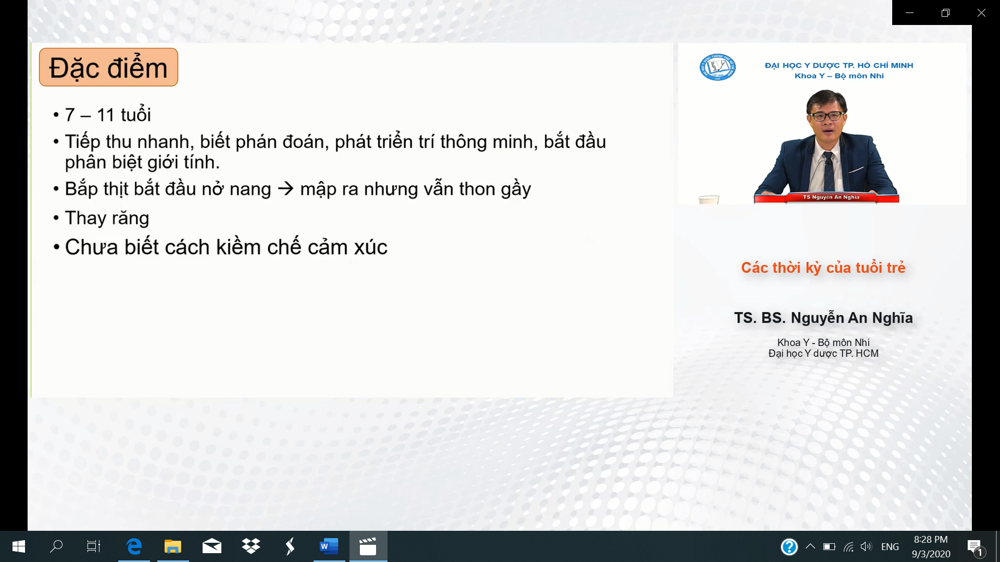 Đặc điểm
• 7 – 11 tuổi
• Tiếp thu nhanh, biết phán đoán, phát triển trí thông minh, bắt đầu
phân biệt giới tính.
• Bắp thịt bắt đầu nở nang → mập ra nhưng vẫn thon gầy
• Thay răng
• Chưa biết cách kiềm chế cảm xúc
ĐẠI HỌC Y DƯỢC TP. HỒ CHÍ MINH
Khoa Y – Bộ môn Nhi
TS Nguyễn An Nghĩa
Các thời kỳ của tuổi trẻ
TS. BS. Nguyễn An Nghĩa
Khoa Y - Bộ môn Nhi
Đại học Y dược TP. HCM
ENG
8:28 PM
9/3/2020
1